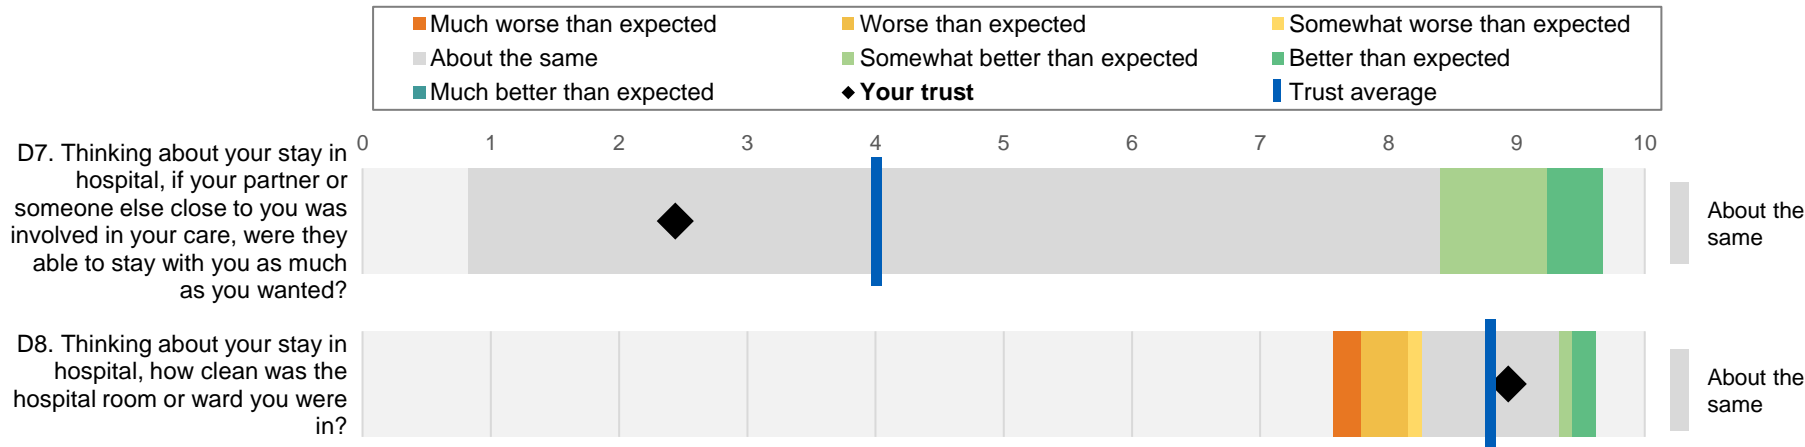 Much worse than expected
Worse than expected
Somewhat worse than expected
About the same
Somewhat better than expected
Better than expected
Much better than expected
Your trust
Trust average
0 1 2 3 4 5 6 7 8 9 10
D7. Thinking about your stay in
hospital, if your partner or
someone else close to you was
involved in your care, were they
able to stay with you as much
as you wanted?
About the
same
D8. Thinking about your stay in
hospital, how clean was the
hospital room or ward you were
in?
About the
same